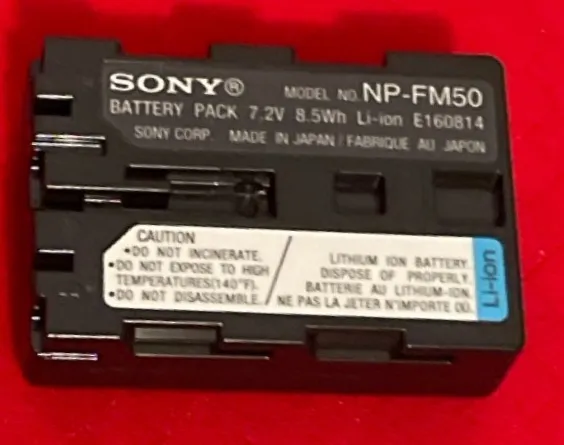 SONY® MODEL NO. NP-FM50
BATTERY PACK 7.2V 8.5Wh Li-ion E160814
SONY CORP. MADE IN JAPAN / FABRIQUE AU JAPON
CAUTION
•DO NOT INCINERATE.
•DO NOT EXPOSE TO HIGH
TEMPERATURES(140°F).
•DO NOT DISASSEMBLE.
LITHIUM ION BATTERY.
DISPOSE OF PROPERLY.
BATTERIE AU LITHIUM-ION.
NE PAS LA JETER N'IMPORTE OÙ.
Li-ion